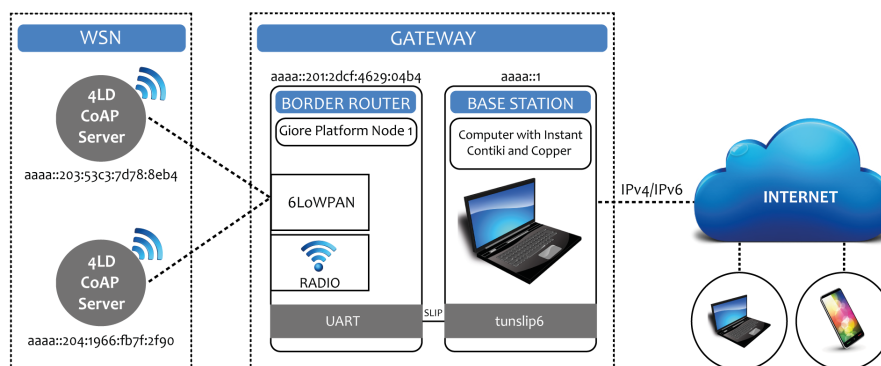 WSN
4LD
CoAP
Server
aaaa::203:53c3:7d78:8eb4
4LD
CoAP
Server
aaaa::204:1966:fb7f:2f90
GATEWAY
aaaa::201:2dcf:4629:04b4
BORDER ROUTER
Giore Platform Node 1
6LoWPAN
RADIO
UART
SLIP
aaaa::1
BASE STATION
Computer with Instant
Contiki and Copper
tunslip6
IPv4/IPv6
INTERNET